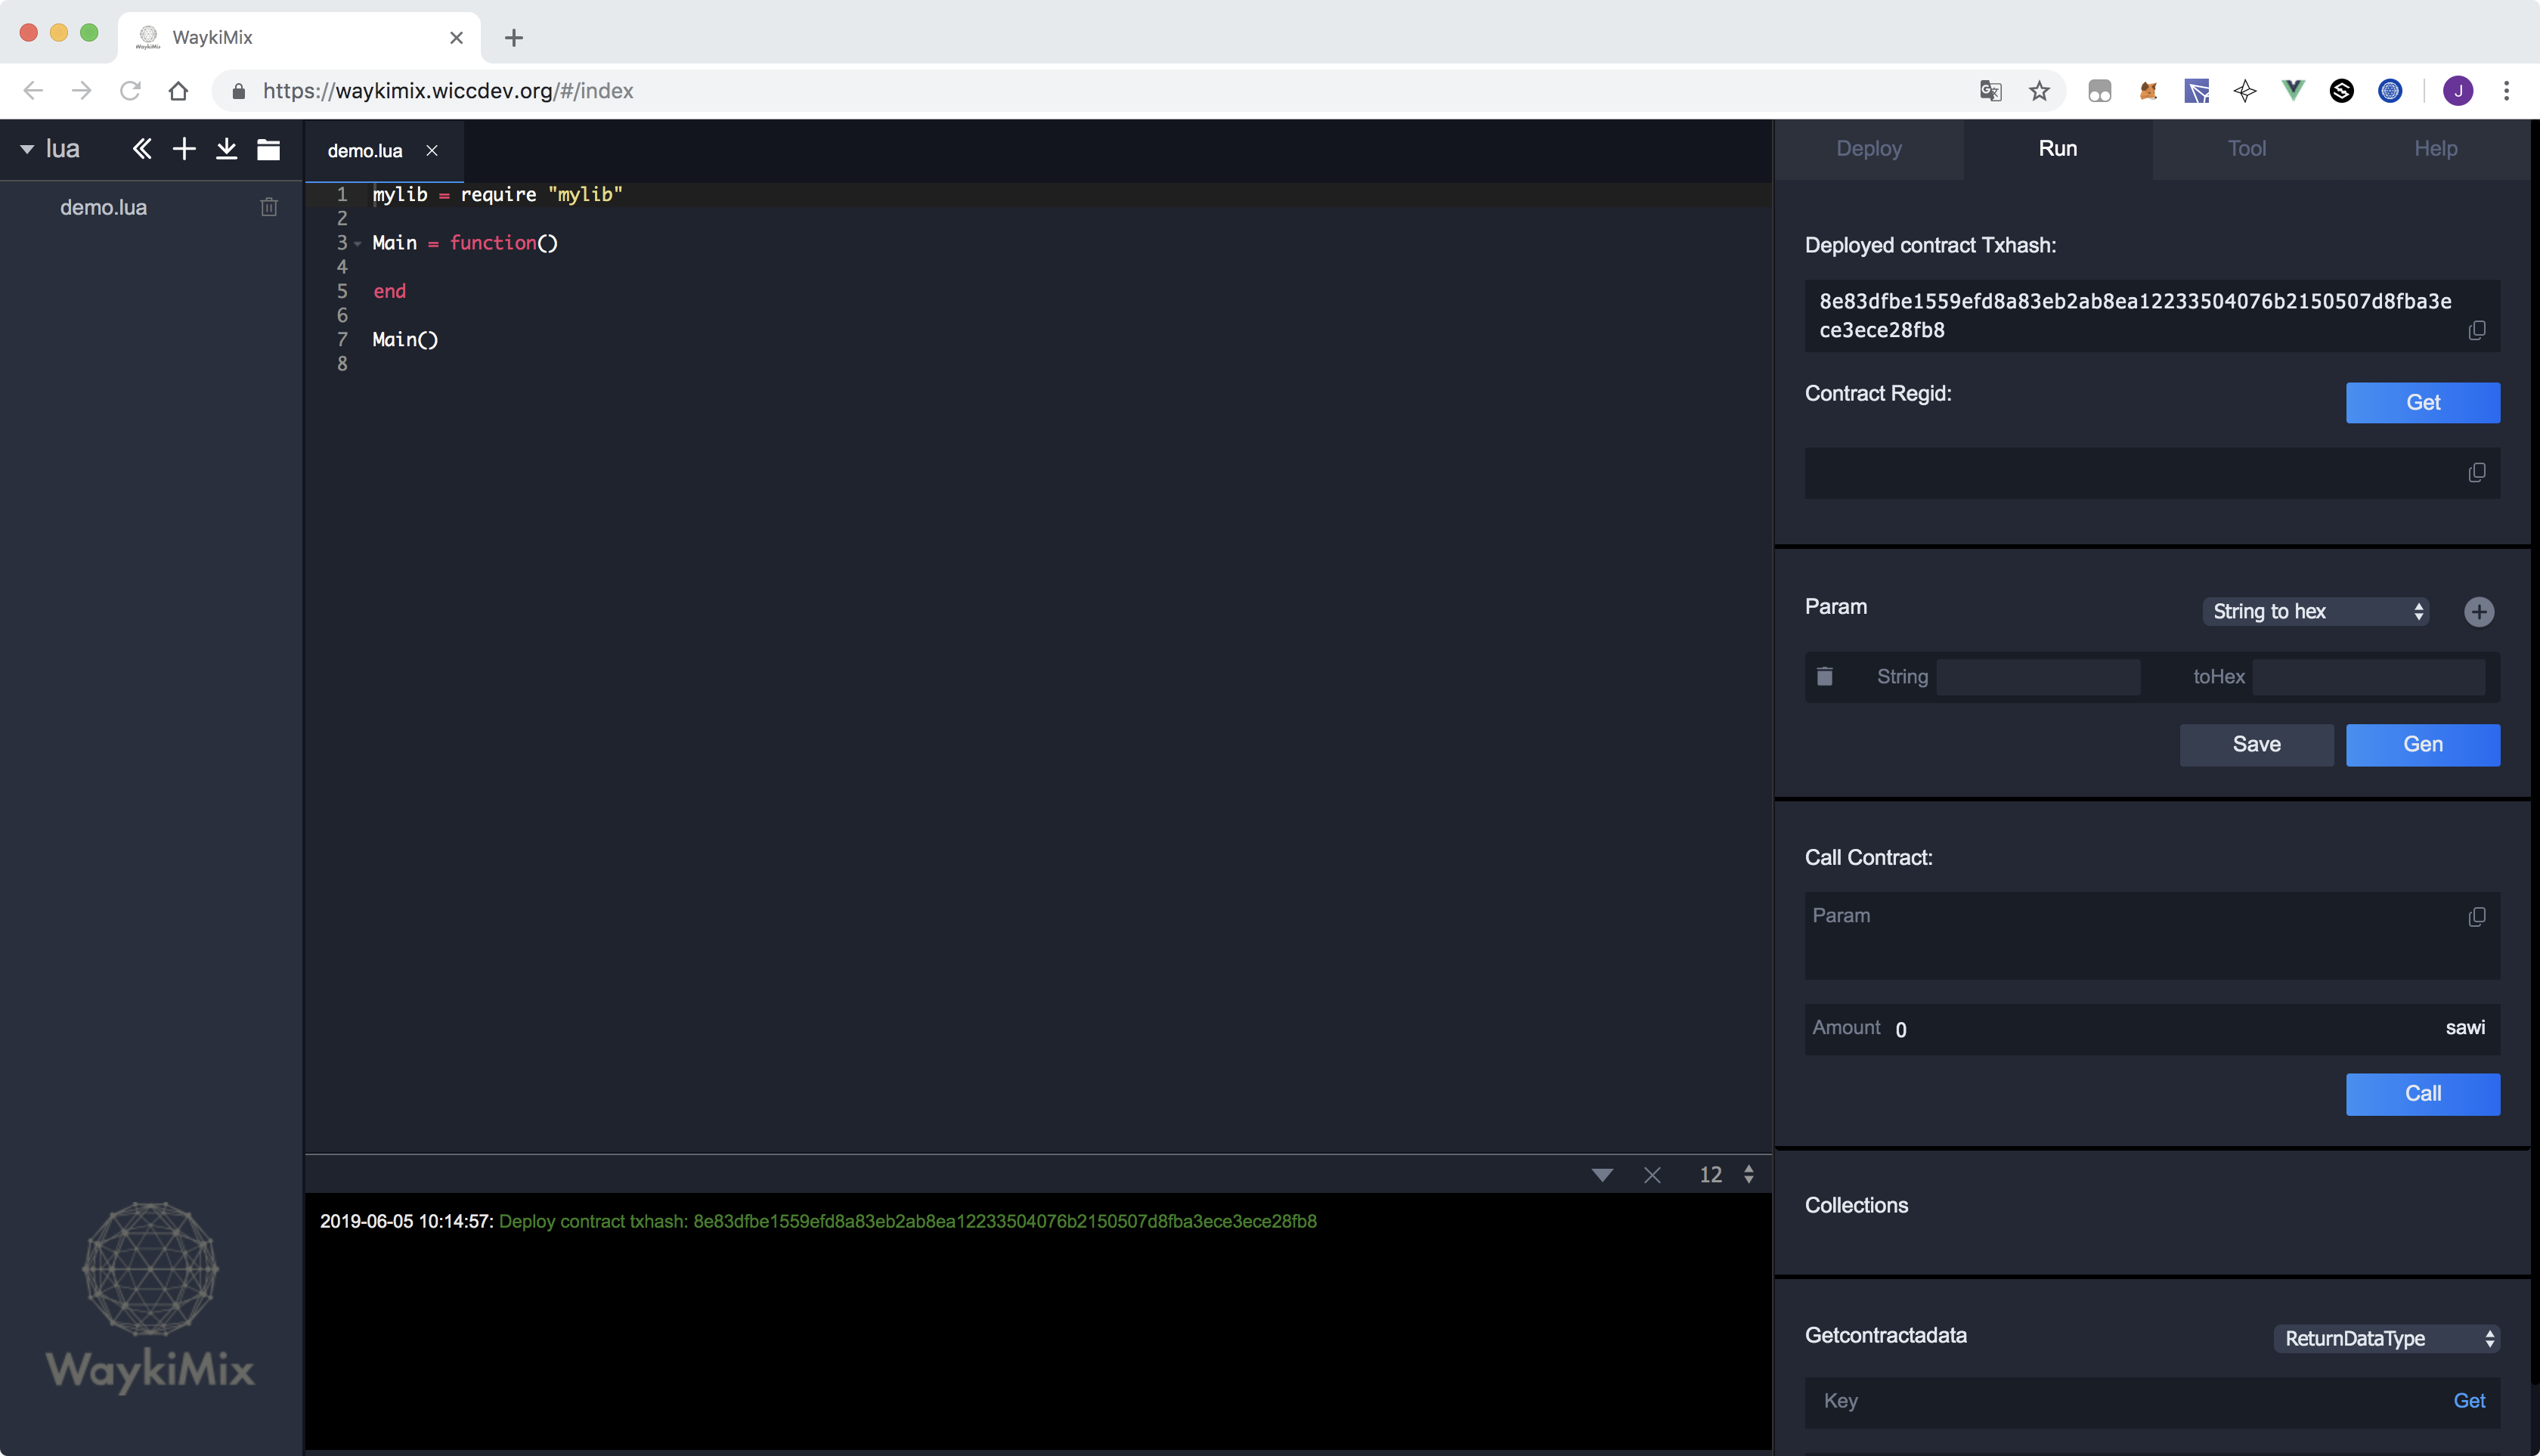 WaykiMix
https://waykimix.wiccdev.org/#/index
J
lua
demo.lua
WaykiMix
demo.lua
1 mylib = require "mylib"
2
3 Main = function()
4
5 end
6
7 Main()
8
12
2019-06-05 10:14:57: Deploy contract txhash: 8e83dfbe1559efd8a83eb2ab8ea12233504076b2150507d8fba3ece3ece28fb8
Deploy Run Tool Help
Deployed contract Txhash:
8e83dfbe1559efd8a83eb2ab8ea12233504076b2150507d8fba3e
ce3ece28fb8
Contract Regid: Get
Param String to hex
String toHex
Save Gen
Call Contract:
Param
Amount 0 sawi
Call
Collections
Getcontractadata ReturnDataType
Key Get